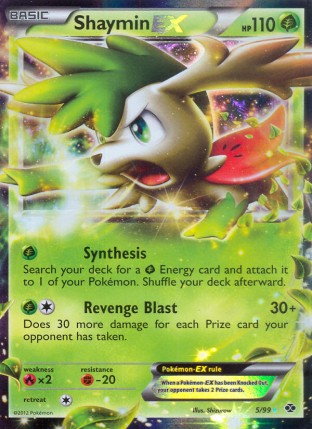 BASIC Shaymin EX HP110
Synthesis
Search your deck for a Energy card and attach it
to 1 of your Pokémon. Shuffle your deck afterward.
Revenge Blast 30+
Does 30 more damage for each Prize card your
opponent has taken.
weakness resistance
×2 -20
retreat
Pokémon-EX rule
When a Pokémon-EX has been Knocked Out,
your opponent takes 2 Prize cards.
©2012 Pokémon Illus. Shizurow 5/99